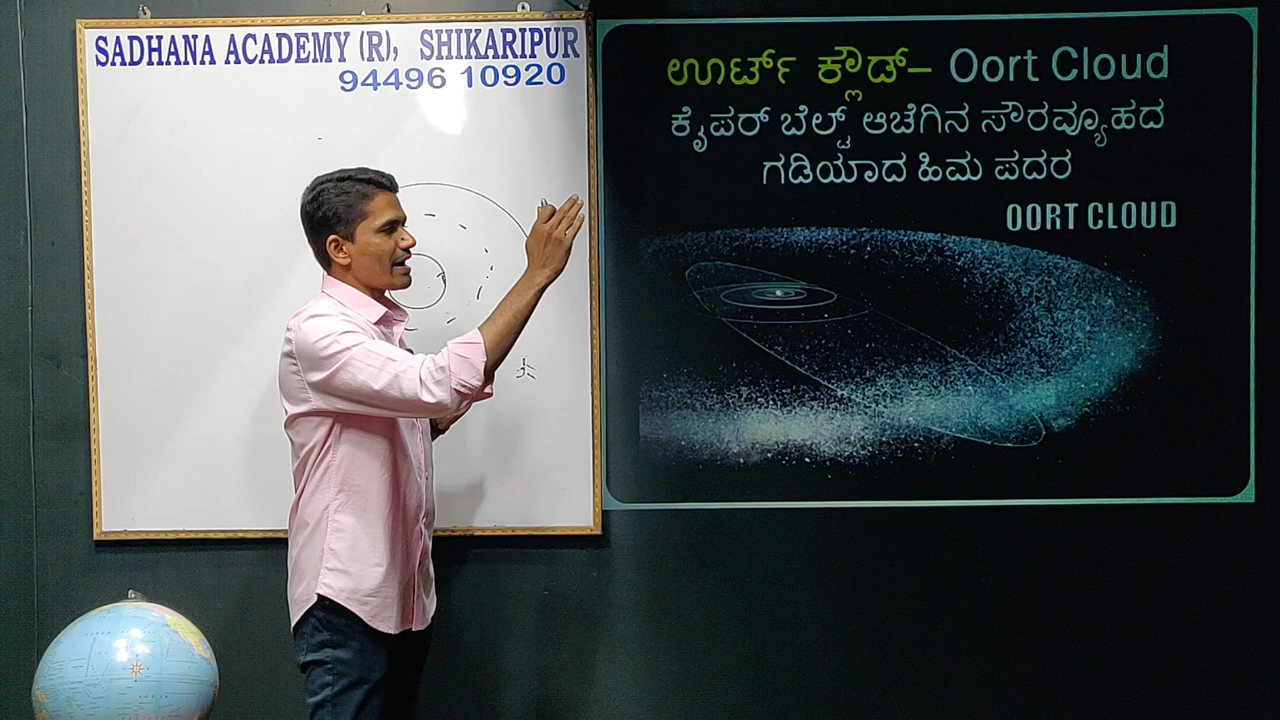 SADHANA ACADEMY (R), SHIKARIPUR
94496 10920
ಊರ್ಟ್ ಕ್ಲೌಡ್– Oort Cloud
ಕೈಪರ್ ಬೆಲ್ಟ್ ಆಚೆಗಿನ ಸೌರವ್ಯೂಹದ
ಗಡಿಯಾದ ಹಿಮ ಪದರ
OORT CLOUD